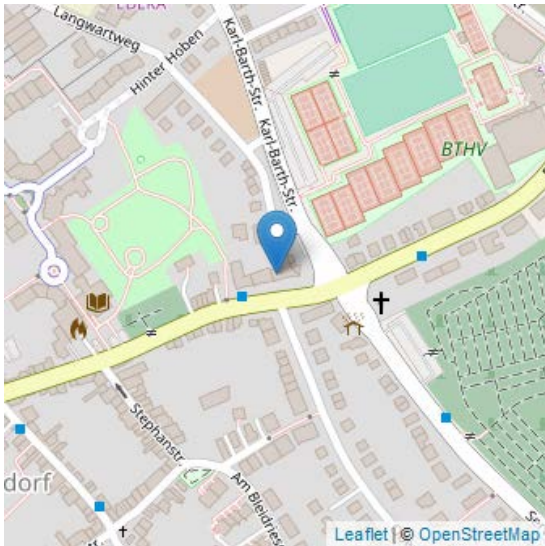 EDEKA
Langwartweg
Hinter Hoben
Karl-Barth-Str.
Karl-Barth-Str.
BTHV
Stephanstr.
dorf
Am Bleidries
Leaflet | © OpenStreetMap